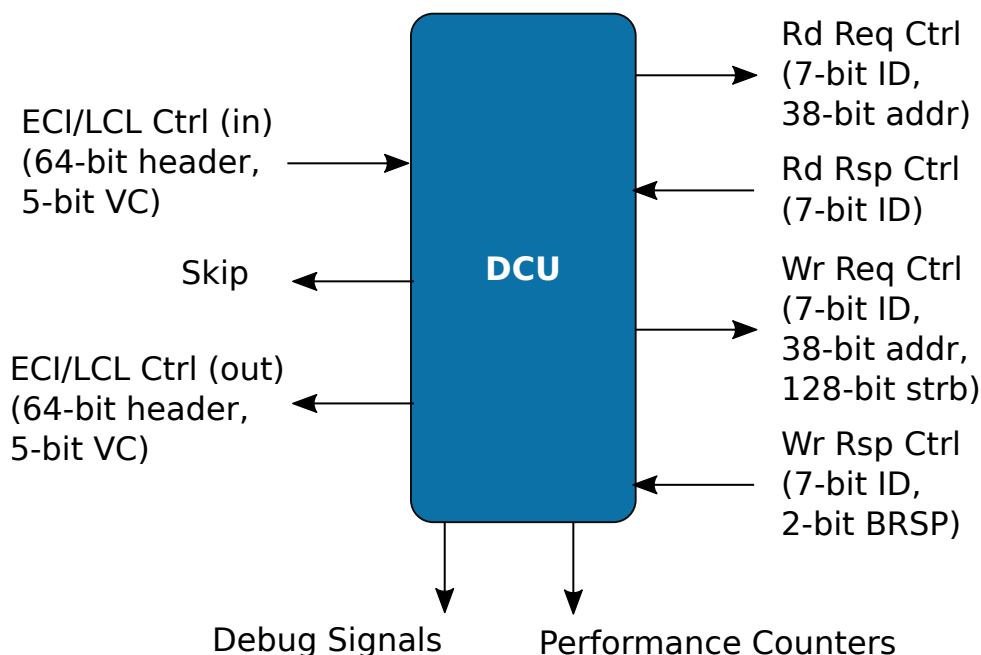 ECI/LCL Ctrl (in)
(64-bit header,
5-bit VC)
Skip
ECI/LCL Ctrl (out)
(64-bit header,
5-bit VC)
DCU
Rd Req Ctrl
(7-bit ID,
38-bit addr)
Rd Rsp Ctrl
(7-bit ID)
Wr Req Ctrl
(7-bit ID,
38-bit addr,
128-bit strb)
Wr Rsp Ctrl
(7-bit ID,
2-bit BRSP)
Debug Signals
Performance Counters